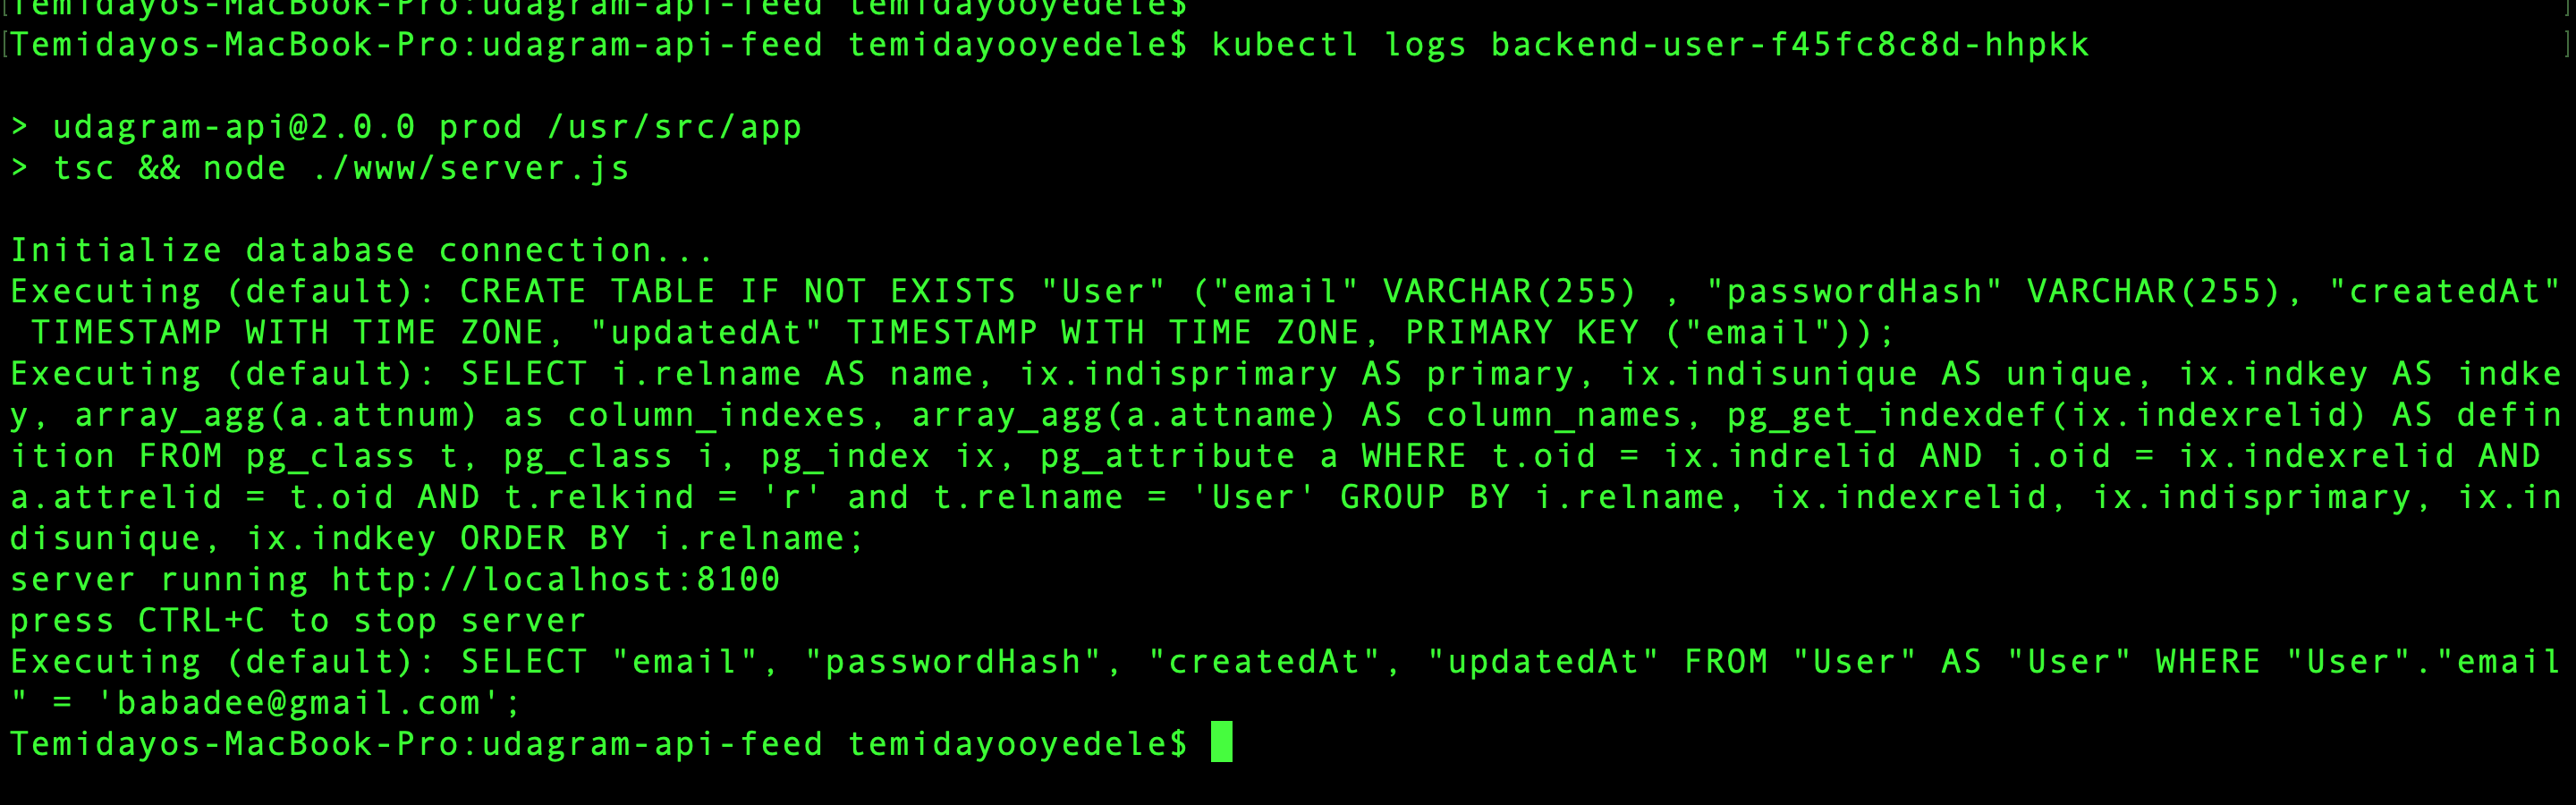 Temidayos-MacBook-Pro:udagram-api-feed temidayooyedele$
[Temidayos-MacBook-Pro:udagram-api-feed temidayooyedele$ kubectl logs backend-user-f45fc8c8d-hhpkk ]
> udagram-api@2.0.0 prod /usr/src/app
> tsc && node ./www/server.js
Initialize database connection...
Executing (default): CREATE TABLE IF NOT EXISTS "User" ("email" VARCHAR(255) , "passwordHash" VARCHAR(255), "createdAt"
 TIMESTAMP WITH TIME ZONE, "updatedAt" TIMESTAMP WITH TIME ZONE, PRIMARY KEY ("email"));
Executing (default): SELECT i.relname AS name, ix.indisprimary AS primary, ix.indisunique AS unique, ix.indkey AS indke
y, array_agg(a.attnum) as column_indexes, array_agg(a.attname) AS column_names, pg_get_indexdef(ix.indexrelid) AS defin
ition FROM pg_class t, pg_class i, pg_index ix, pg_attribute a WHERE t.oid = ix.indrelid AND i.oid = ix.indexrelid AND
a.attrelid = t.oid AND t.relkind = 'r' and t.relname = 'User' GROUP BY i.relname, ix.indexrelid, ix.indisprimary, ix.in
disunique, ix.indkey ORDER BY i.relname;
server running http://localhost:8100
press CTRL+C to stop server
Executing (default): SELECT "email", "passwordHash", "createdAt", "updatedAt" FROM "User" AS "User" WHERE "User"."email
" = 'babadee@gmail.com';
Temidayos-MacBook-Pro:udagram-api-feed temidayooyedele$